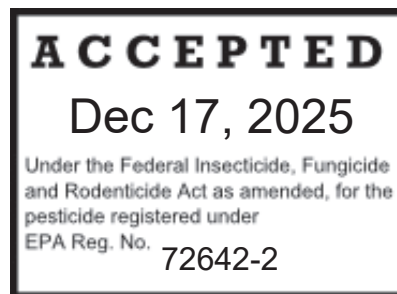 ACCEPTED
Dec 17, 2025
Under the Federal Insecticide, Fungicide
and Rodenticide Act as amended, for the
pesticide registered under
EPA Reg. No. 72642-2